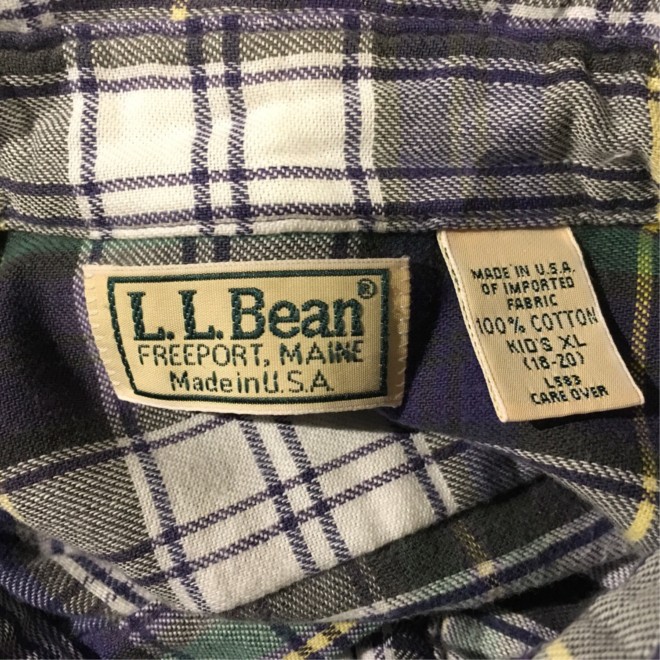 L.L.Bean®
FREEPORT, MAINE
Made in U.S.A.
MADE IN U.S.A.
OF IMPORTED
FABRIC
100% COTTON
KID'S XL
(18-20)
L583
CARE OVER